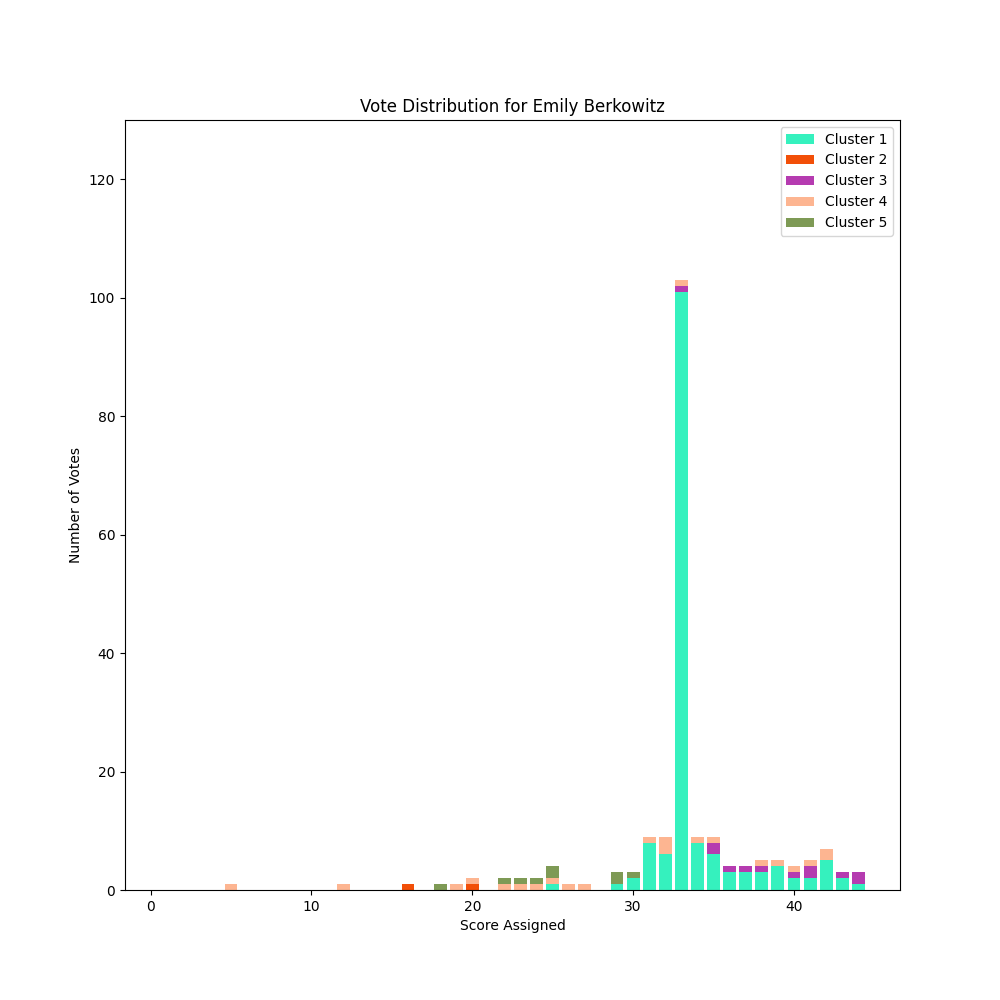 Vote Distribution for Emily Berkowitz
Cluster 1
Cluster 2
Cluster 3
Cluster 4
Cluster 5
120
100
80
60
40
20
0
Number of Votes
0 10 20 30 40
Score Assigned